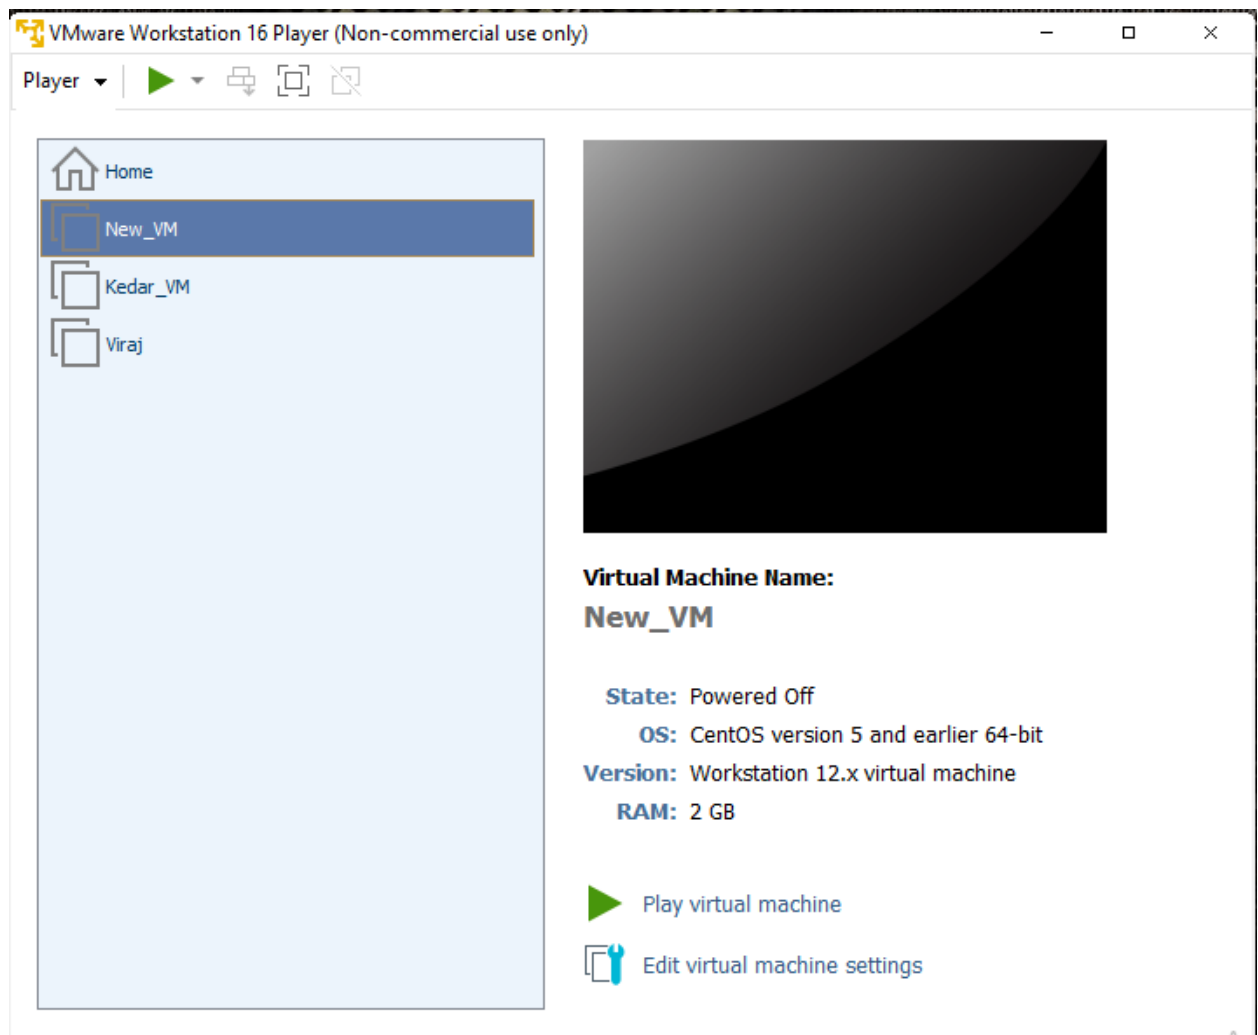 VMware Workstation 16 Player (Non-commercial use only)
Player
Home
New_VM
Kedar_VM
Viraj
Virtual Machine Name:
New_VM
State: Powered Off
OS: CentOS version 5 and earlier 64-bit
Version: Workstation 12.x virtual machine
RAM: 2 GB
Play virtual machine
Edit virtual machine settings